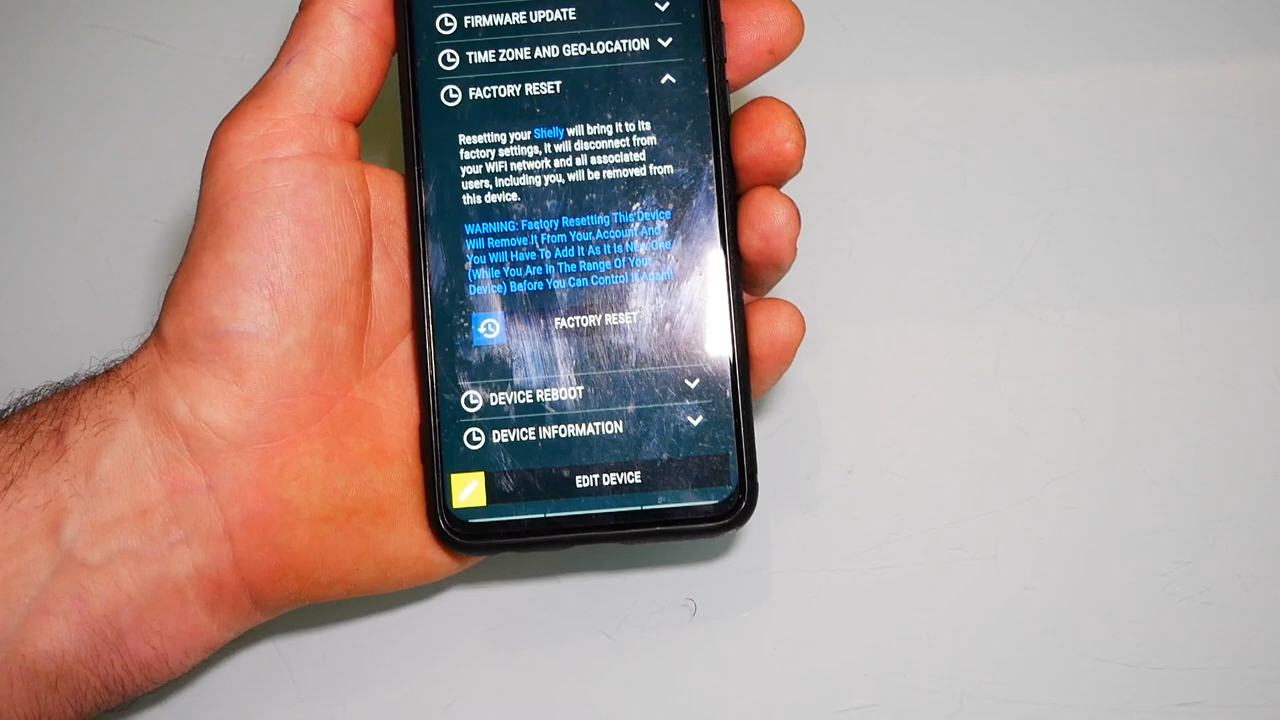 FIRMWARE UPDATE
TIME ZONE AND GEO-LOCATION
FACTORY RESET
Resetting your Shelly will bring it to its
factory settings, it will disconnect from
your WiFi network and all associated
users, including you, will be removed from
this device.
WARNING: Factory Resetting This Device
Will Remove It From Your Account And
You Will Have To Add It As It Is New One
(While You Are In The Range Of Your
Device) Before You Can Control It Again!
FACTORY RESET
DEVICE REBOOT
DEVICE INFORMATION
EDIT DEVICE